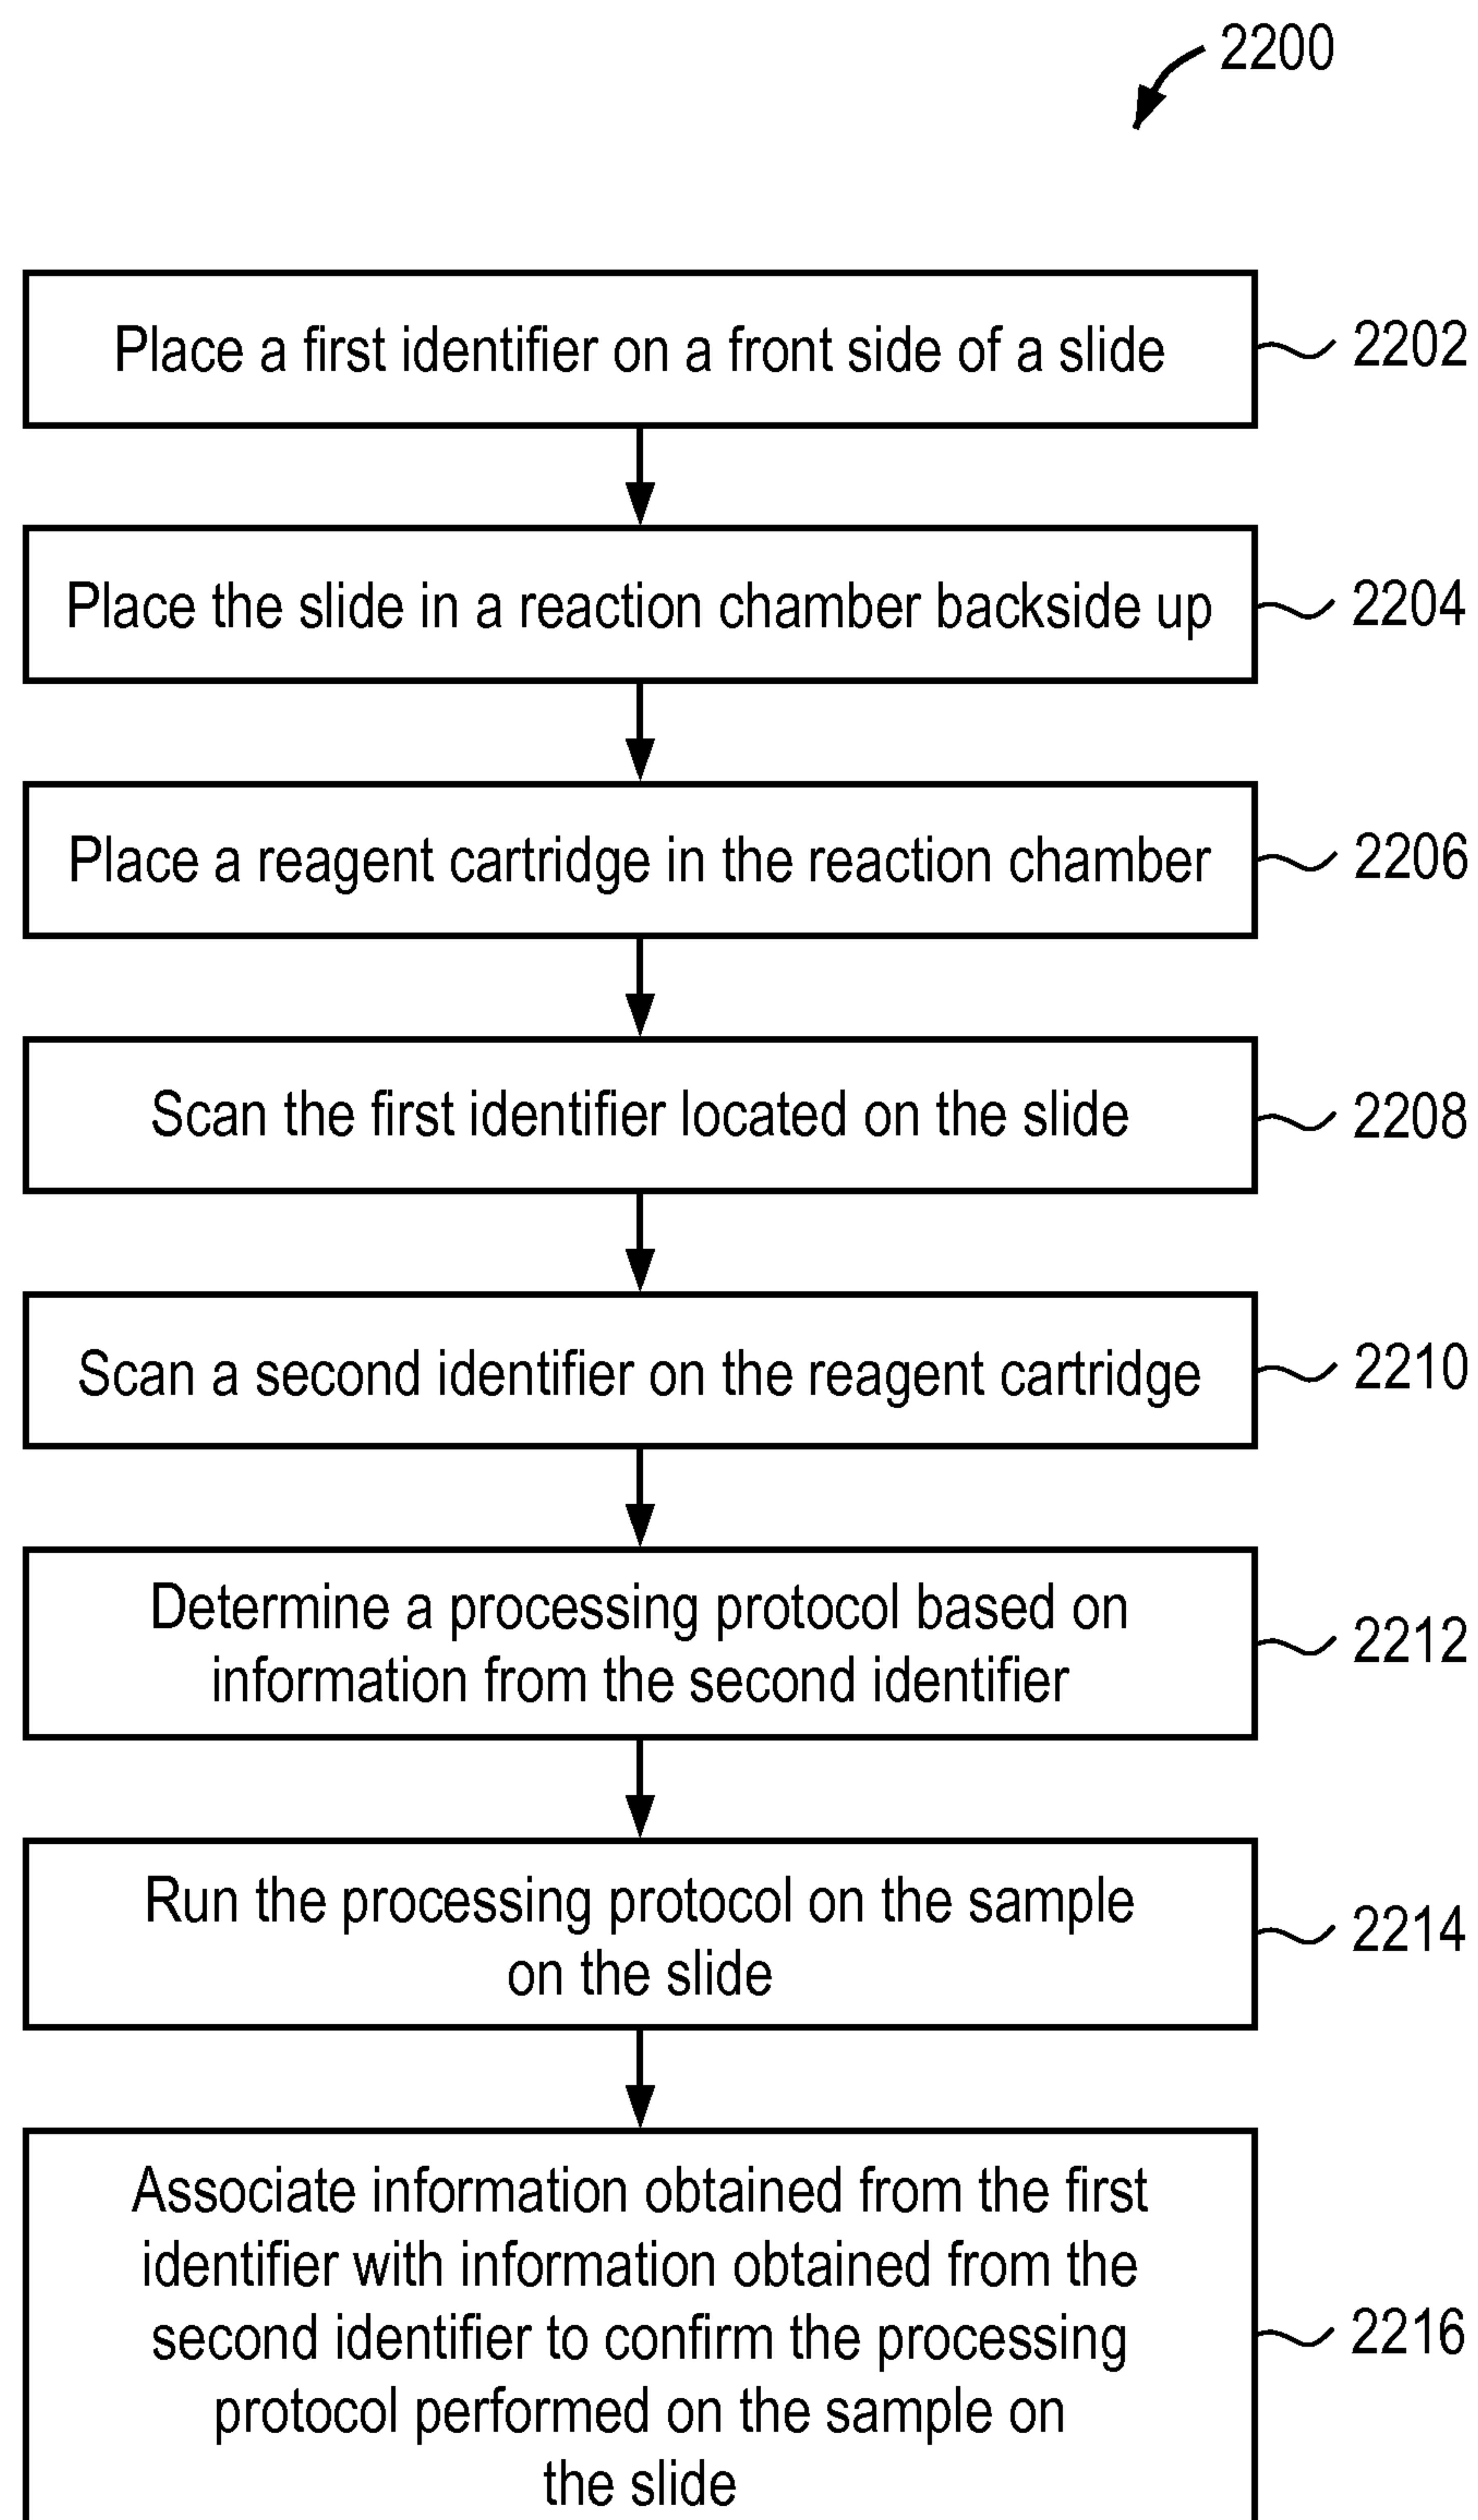 2200
Place a first identifier on a front side of a slide
2202
Place the slide in a reaction chamber backside up
2204
Place a reagent cartridge in the reaction chamber
2206
Scan the first identifier located on the slide
2208
Scan a second identifier on the reagent cartridge
2210
Determine a processing protocol based on
information from the second identifier
2212
Run the processing protocol on the sample
on the slide
2214
Associate information obtained from the first
identifier with information obtained from the
second identifier to confirm the processing
protocol performed on the sample on
the slide
2216